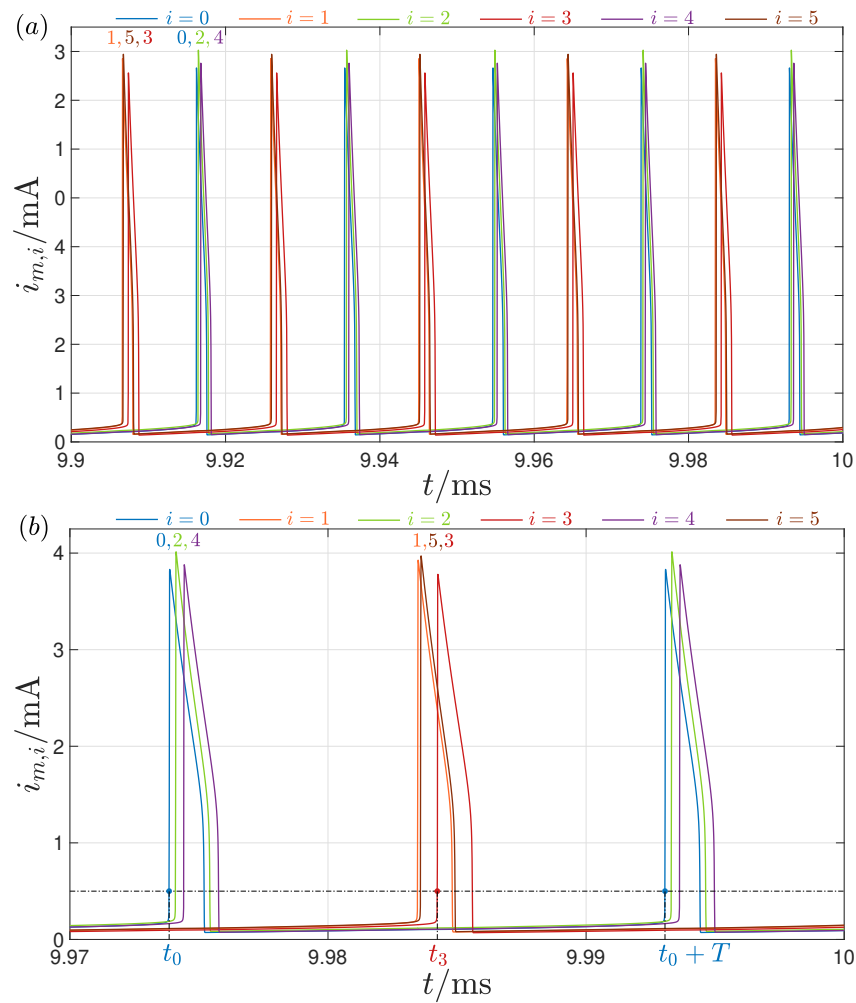 (a) i = 0 i = 1 i = 2 i = 3 i = 4 i = 5
1, 5, 3 0, 2, 4
3
2
1
0
4
3
2
1
0
i_{m,i}/mA
9.9 9.92 9.94 9.96 9.98 10
t/ms
(b) i = 0 i = 1 i = 2 i = 3 i = 4 i = 5
0, 2, 4 1, 5, 3
4
3
2
1
0
i_{m,i}/mA
t_0 t_3 t_0 + T
9.97 9.98 9.99 10
t/ms